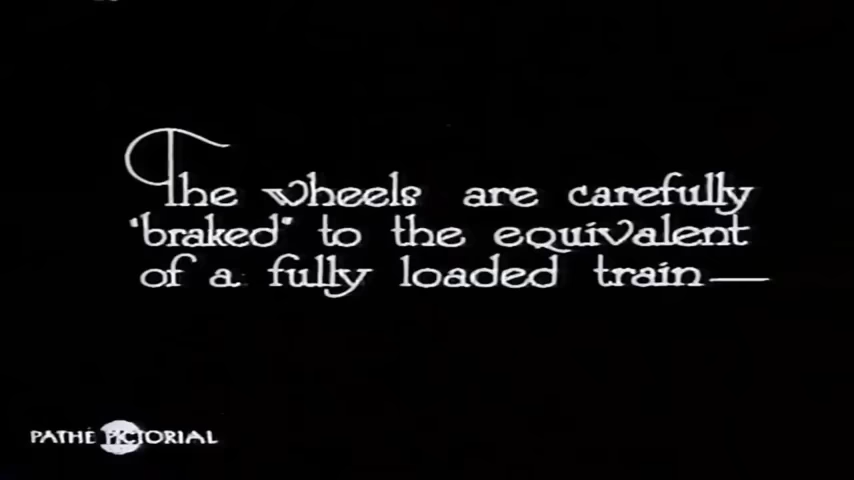 The wheels are carefully
"braked" to the equivalent
of a fully loaded train—
PATHÉ PICTORIAL